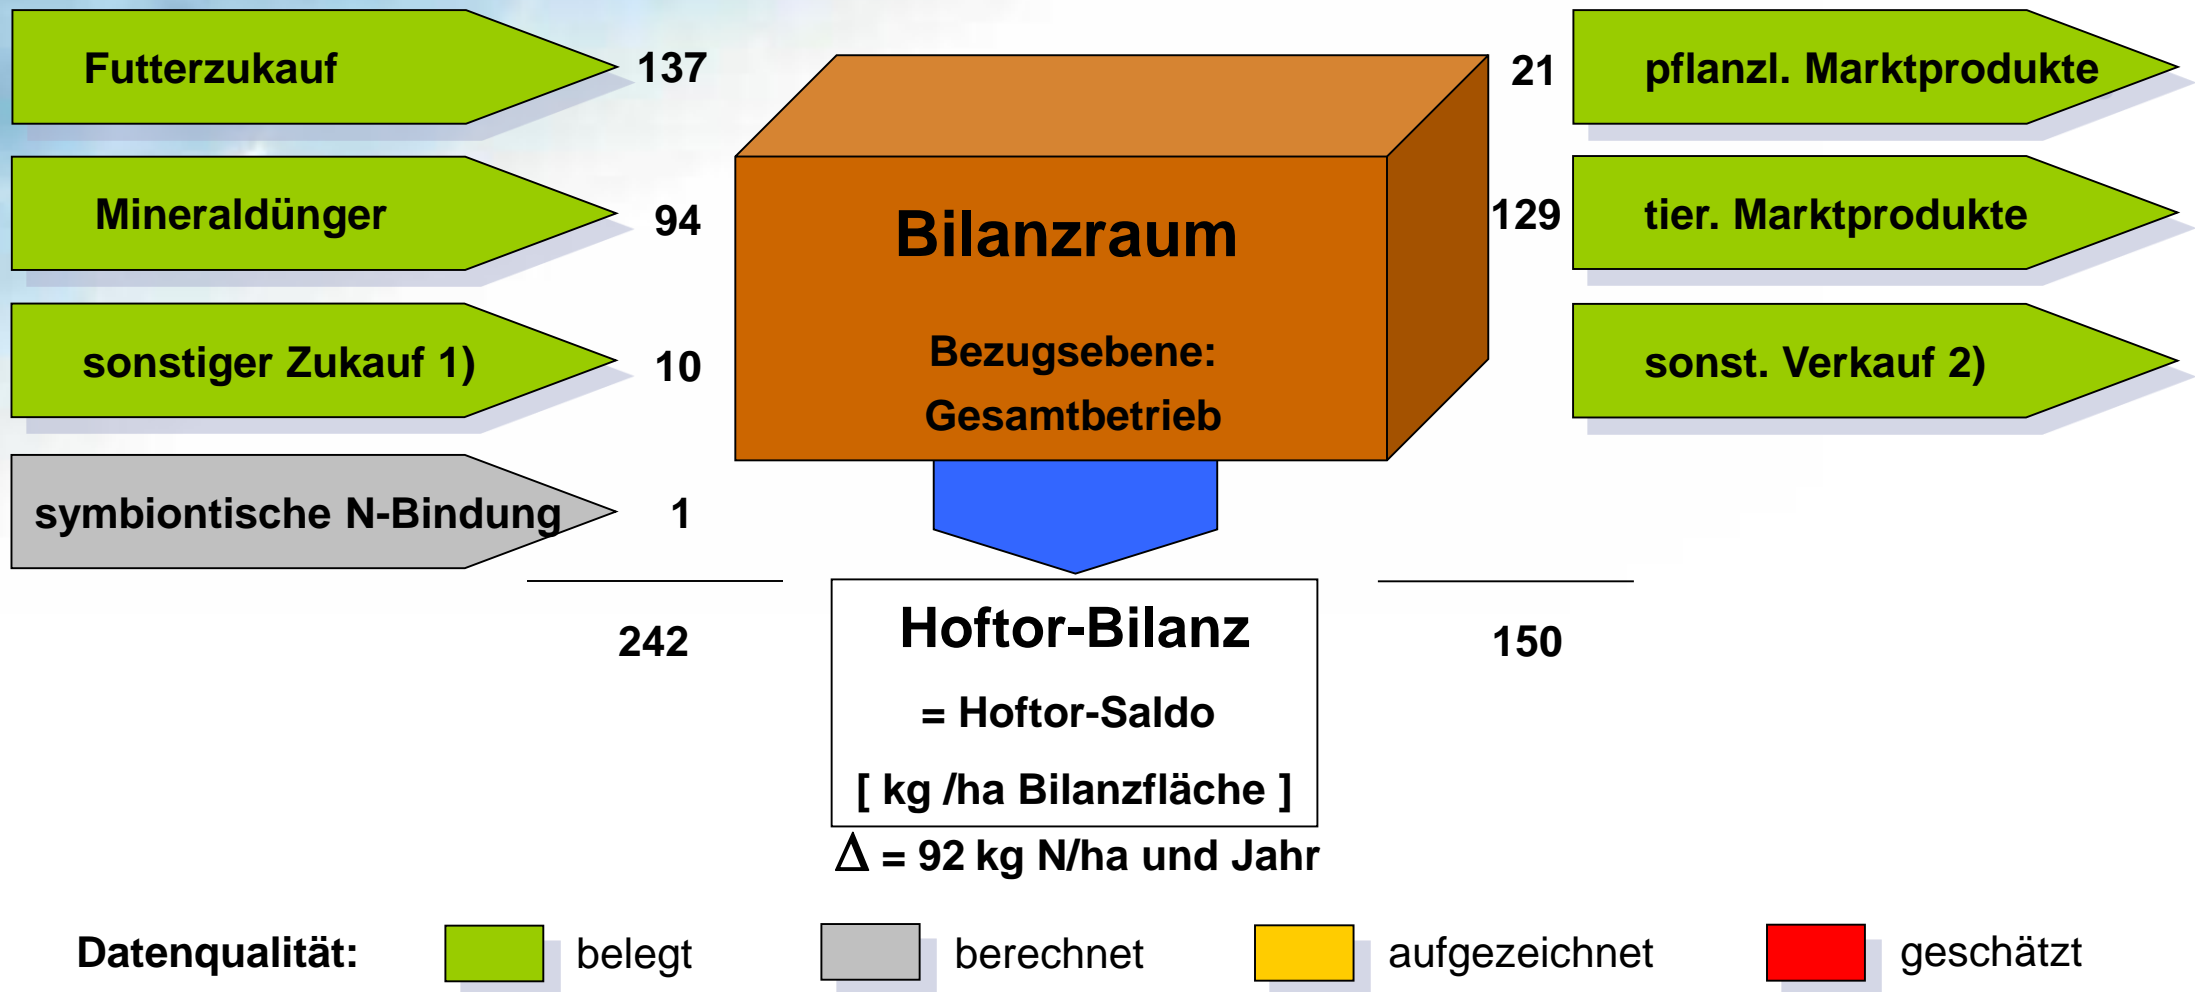 Futterzukauf
137
Mineraldünger
94
sonstiger Zukauf 1)
10
symbiontische N-Bindung
1
242
Bilanzraum
Bezugsebene:
Gesamtbetrieb
21
pflanzl. Marktprodukte
129
tier. Marktprodukte
sonst. Verkauf 2)
150
Hoftor-Bilanz
= Hoftor-Saldo
[ kg /ha Bilanzfläche ]
Δ = 92 kg N/ha und Jahr
Datenqualität:
belegt
berechnet
aufgezeichnet
geschätzt